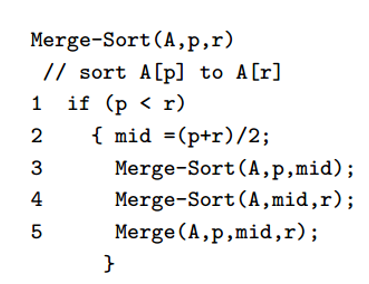 Merge-Sort(A,p,r)
// sort A[p] to A[r]
1 if (p < r)
2 { mid =(p+r)/2;
3 Merge-Sort(A,p,mid);
4 Merge-Sort(A,mid,r);
5 Merge(A,p,mid,r);
}